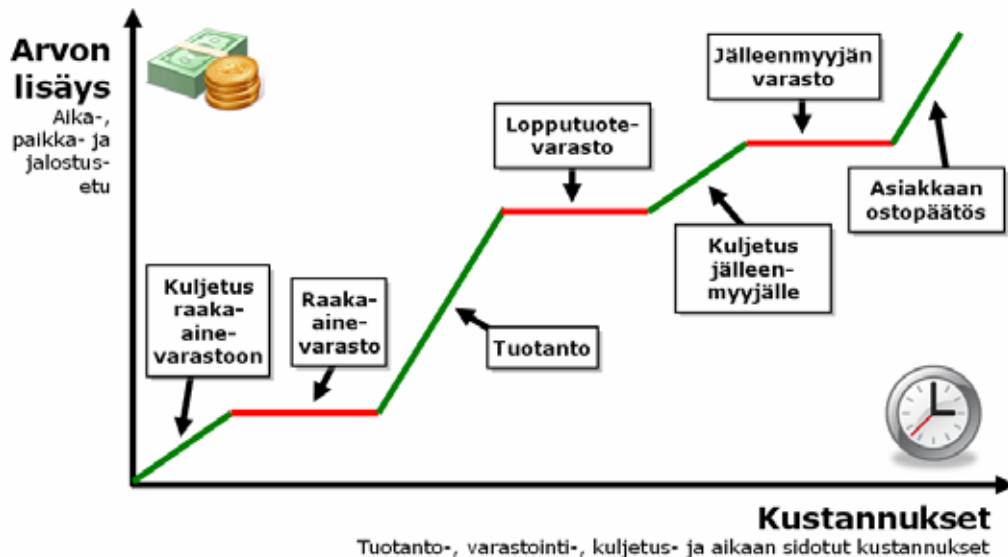 Arvon
lisäys
Aika-,
paikka- ja
jalostus-
etu
Kuljetus
raaka-
aine-
varastoon
Raaka-
aine-
varasto
Tuotanto
Lopputuote-
varasto
Kuljetus
jälleen-
myyjälle
Jälleenmyyjän
varasto
Asiakkaan
ostopäätös
Kustannukset
Tuotanto-, varastointi-, kuljetus- ja aikaan sidotut kustannukset